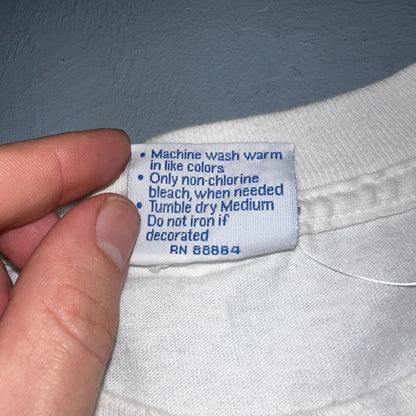 • Machine wash warm
in like colors
• Only non-chlorine
bleach, when needed
• Tumble dry Medium
Do not iron if
decorated
RN 88884